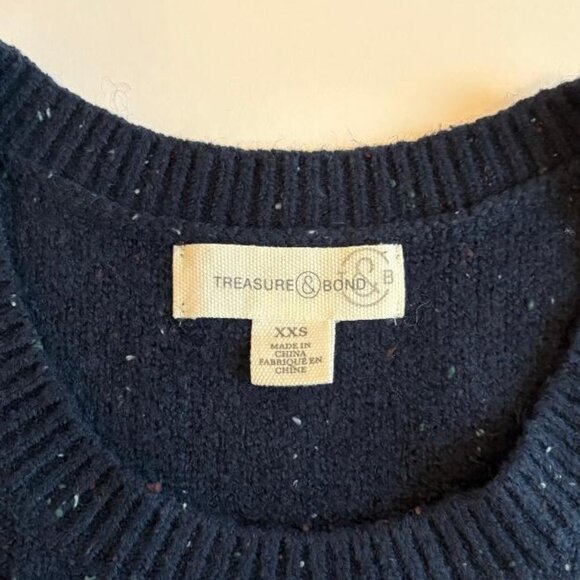 TREASURE & BOND
T & B
XXS
MADE IN
CHINA
FABRIQUÉ EN
CHINE